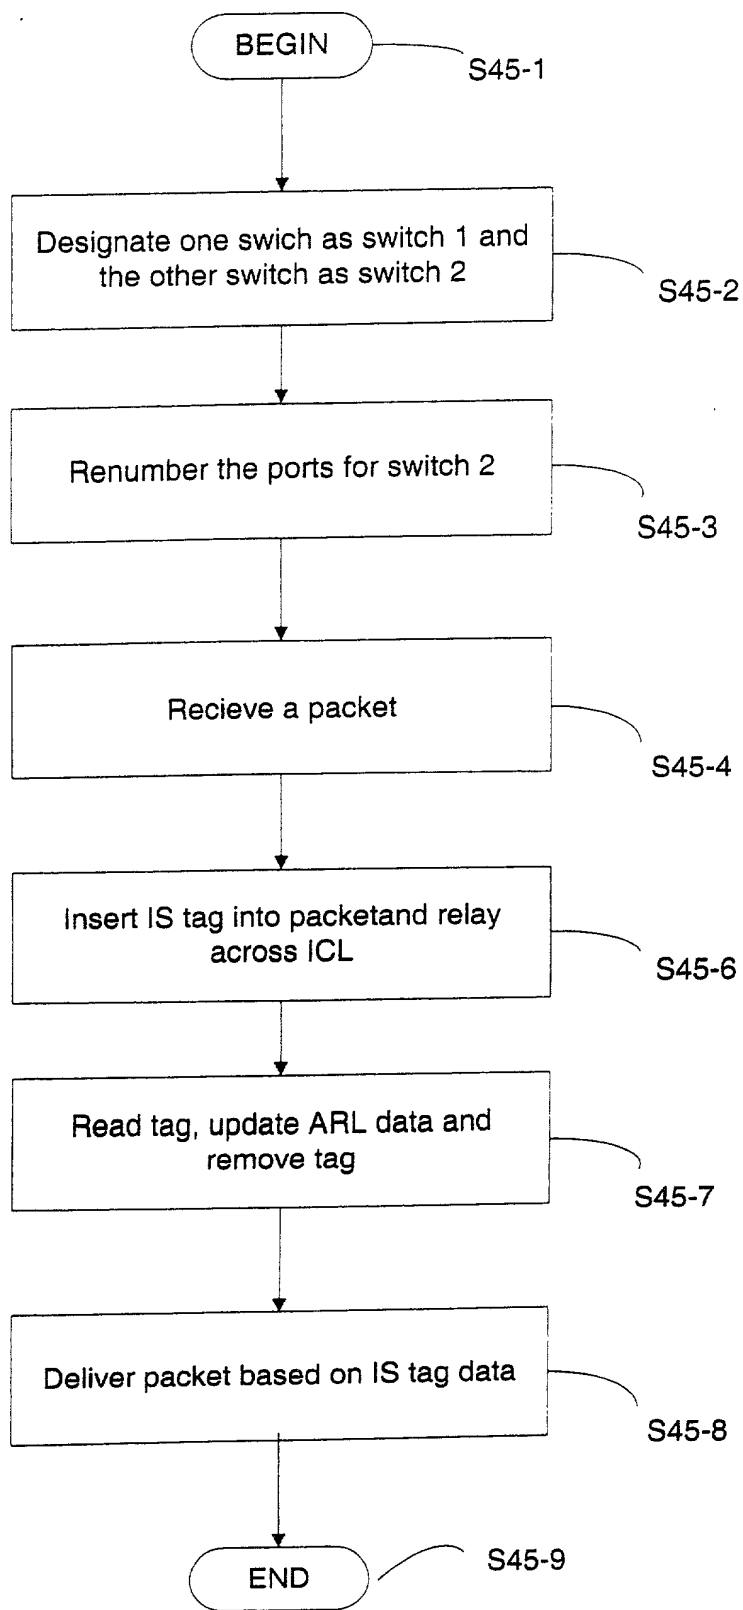 BEGIN
S45-1
Designate one swich as switch 1 and
the other switch as switch 2
S45-2
Renumber the ports for switch 2
S45-3
Recieve a packet
S45-4
Insert IS tag into packetand relay
across ICL
S45-6
Read tag, update ARL data and
remove tag
S45-7
Deliver packet based on IS tag data
S45-8
END
S45-9